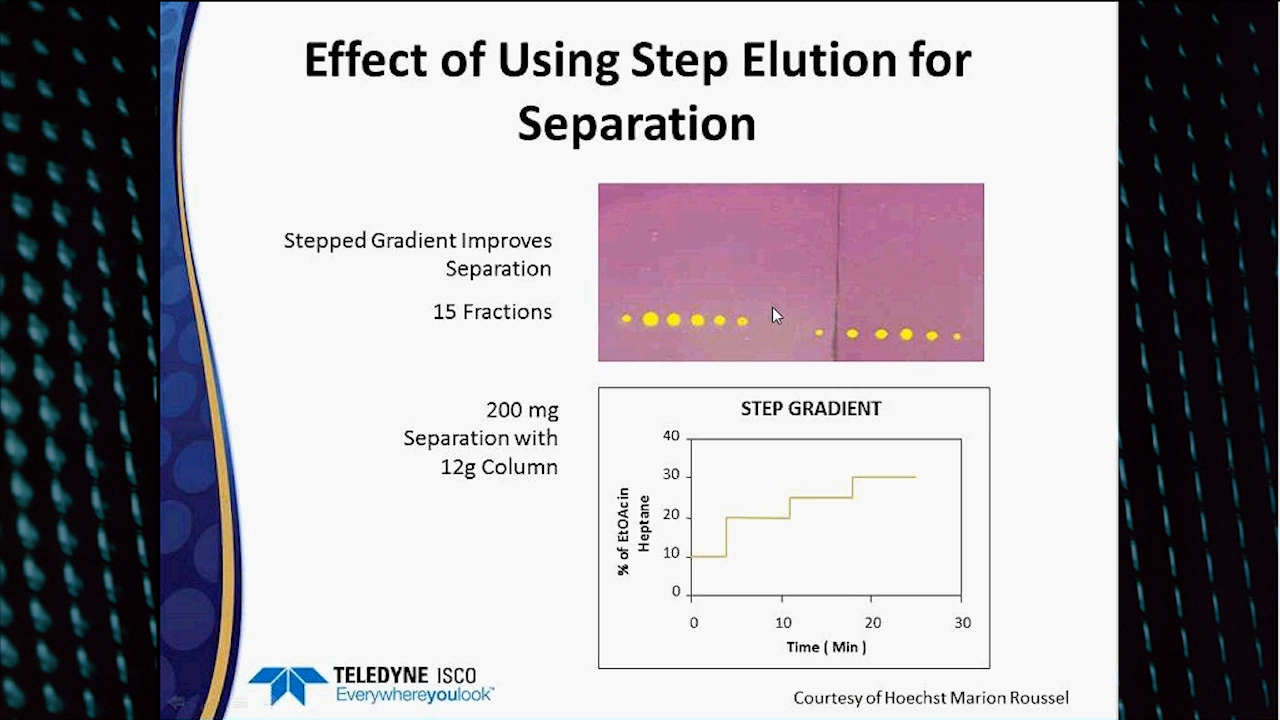 Effect of Using Step Elution for
Separation
Stepped Gradient Improves
Separation
15 Fractions
200 mg
Separation with
12g Column
STEP GRADIENT
40
30
20
10
0
% of EtOAc in
Heptane
0 10 20 30
Time ( Min )
TELEDYNE ISCO
Everywhereyoulook™
Courtesy of Hoechst Marion Roussel